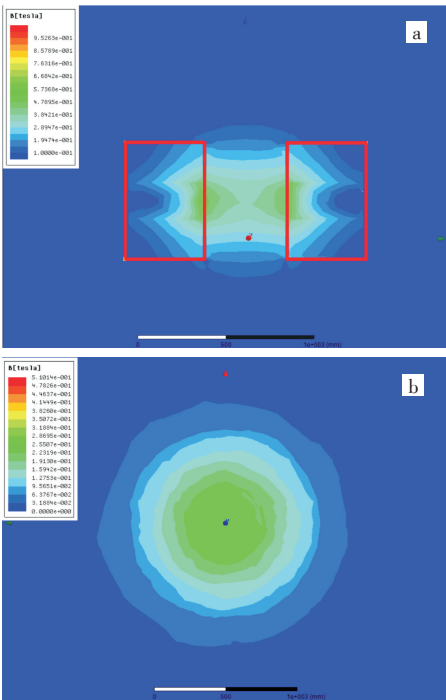 B[tesla]
9.5263e-001
8.5789e-001
7.6316e-001
6.6842e-001
5.7368e-001
4.7895e-001
3.8421e-001
2.8947e-001
1.9474e-001
1.0000e-001
a
0
500
1e+003 (mm)
B[tesla]
5.1014e-001
4.7826e-001
4.4637e-001
4.1449e-001
3.8260e-001
3.5072e-001
3.1884e-001
2.8695e-001
2.5507e-001
2.2319e-001
1.9130e-001
1.5942e-001
1.2753e-001
9.5651e-002
6.3767e-002
3.1884e-002
0.0000e+000
b
0
500
1e+003 (mm)